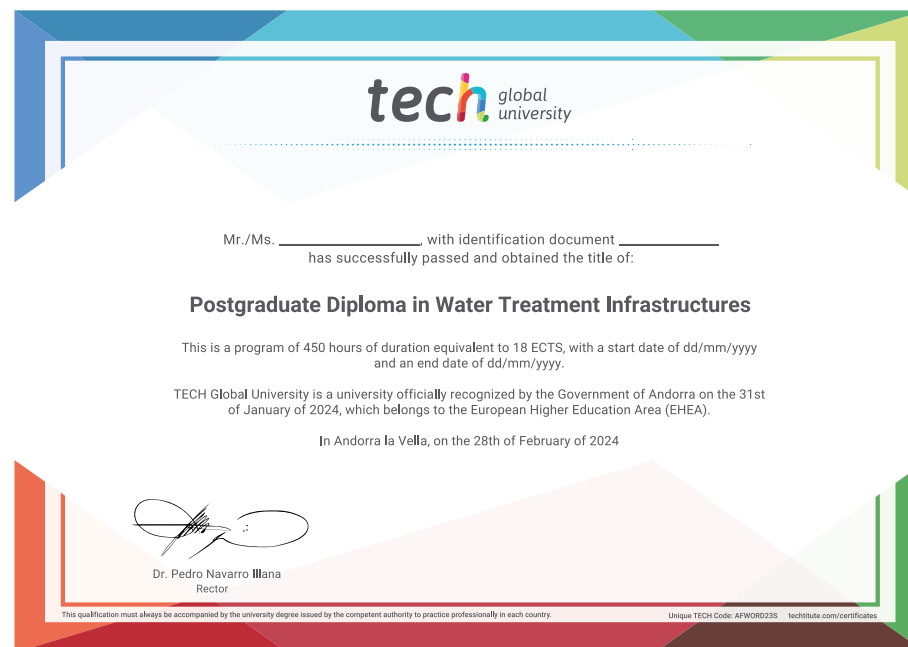 tech global university
Mr./Ms. ____________, with identification document ____________
has successfully passed and obtained the title of:
Postgraduate Diploma in Water Treatment Infrastructures
This is a program of 450 hours of duration equivalent to 18 ECTS, with a start date of dd/mm/yyyy
and an end date of dd/mm/yyyy.
TECH Global University is a university officially recognized by the Government of Andorra on the 31st
of January of 2024, which belongs to the European Higher Education Area (EHEA).
In Andorra la Vella, on the 28th of February of 2024
Dr. Pedro Navarro Illana
Rector
This qualification must always be accompanied by the university degree issued by the competent authority to practice professionally in each country.
Unique TECH Code: AFWORD23S techtitute.com/certificates